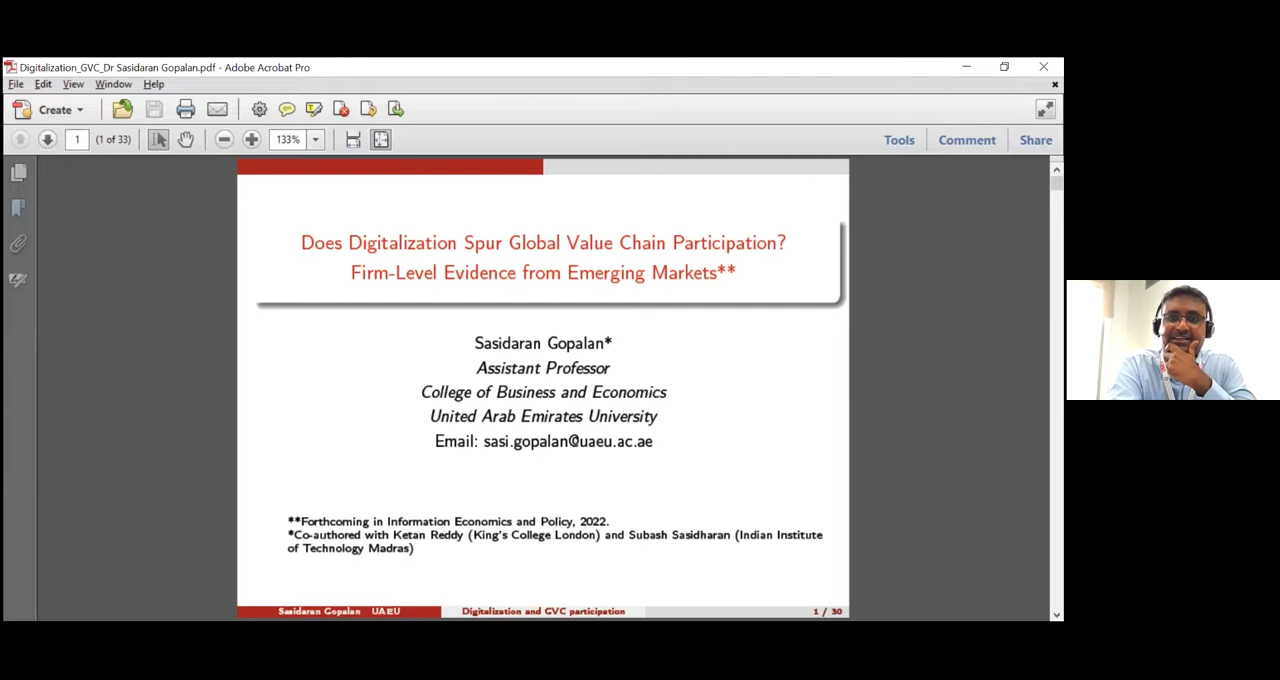 Digitalization_GVC_Dr Sasidaran Gopalan.pdf - Adobe Acrobat Pro
File Edit View Window Help
Create
1 (1 of 33) 133% Tools Comment Share
Does Digitalization Spur Global Value Chain Participation?
Firm-Level Evidence from Emerging Markets**
Sasidaran Gopalan*
Assistant Professor
College of Business and Economics
United Arab Emirates University
Email: sasi.gopalan@uaeu.ac.ae
**Forthcoming in Information Economics and Policy, 2022.
*Co-authored with Ketan Reddy (King's College London) and Subash Sasidharan (Indian Institute
of Technology Madras)
Sasidaran Gopalan UAEU Digitalization and GVC participation 1 / 30